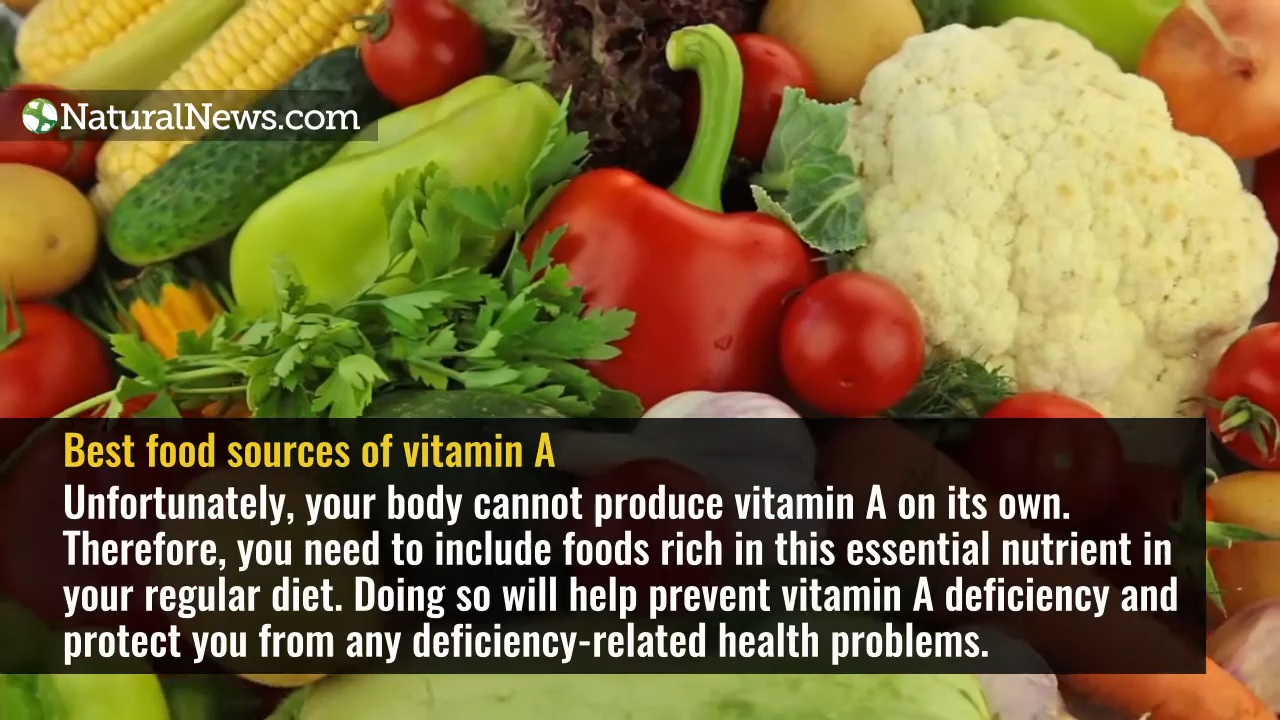 NaturalNews.com
Best food sources of vitamin A
Unfortunately, your body cannot produce vitamin A on its own.
Therefore, you need to include foods rich in this essential nutrient in
your regular diet. Doing so will help prevent vitamin A deficiency and
protect you from any deficiency-related health problems.